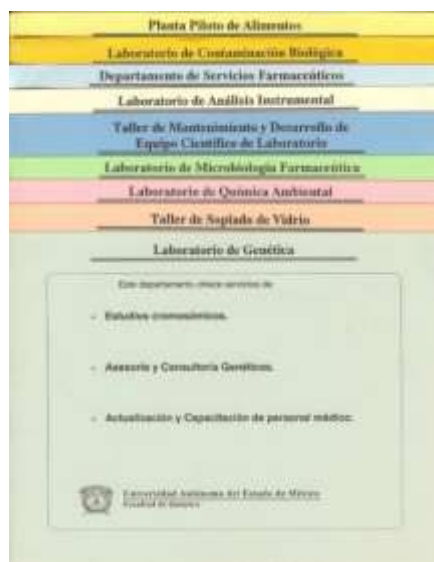 Planta Piloto de Alimentos
Laboratorio de Contaminación Biológica
Departamento de Servicios Farmacéuticos
Laboratorio de Análisis Instrumental
Taller de Mantenimiento y Desarrollo de
Equipo Científico de Laboratorio
Laboratorio de Microbiología Farmacéutica
Laboratorio de Química Ambiental
Taller de Soplado de Vidrio
Laboratorio de Genética
Este departamento ofrece servicios de
- Estudios cromosómicos.
- Asesoría y Consultoría Genéticas.
- Actualización y Capacitación de personal médico.
Universidad Autónoma del Estado de México
Facultad de Química